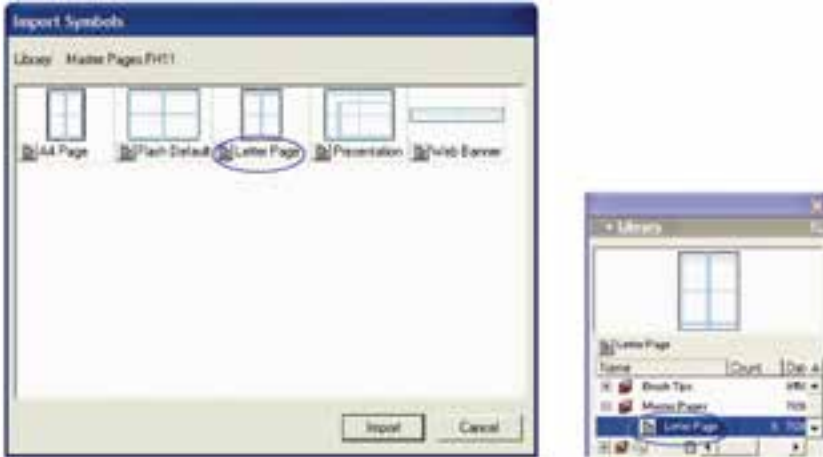 Import Symbols
Library Master Pages.FH11
A4 Page Flash Default Letter Page Presentation Web Banner
Import Cancel
Library
Letter Page
Name Count
Brush Tips
Master Pages
Letter Page